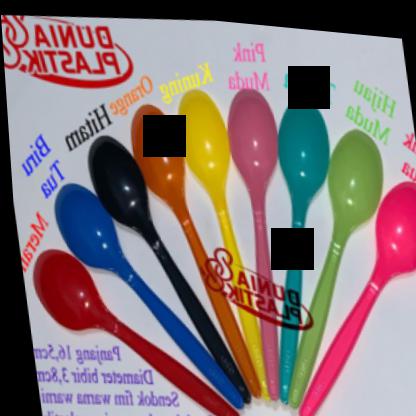 DUNIA
PLASTIK
Pink
Muda
Kuning
Orange
Hitam
Biru
Tua
Merah
Hijau
Muda
DUNIA
PLASTIK
Panjang 16,5cm
Diameter bibir 3,8cm
Sendok fim warna warni